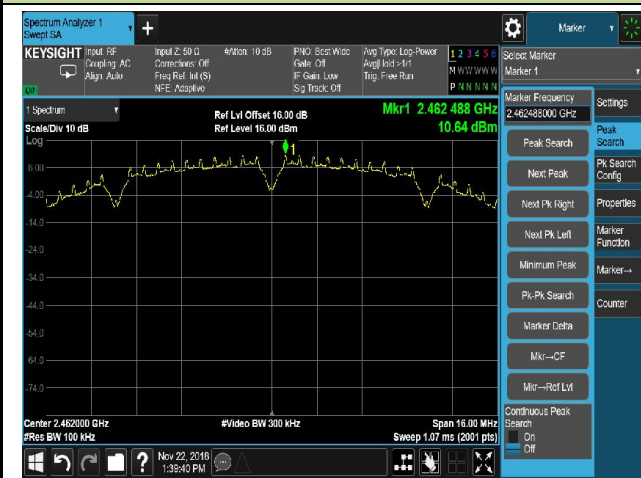 Spectrum Analyzer 1
Swept SA
Marker
KEYSIGHT
Input: RF
Coupling: AC
Align: Auto
Input Z: 50 Ω
Corrections: Off
Freq Ref: Int (S)
NFE: Adaptive
#Atten: 10 dB
PNO: Best Wide
Gate: Off
IF Gain: Low
Sig Track: Off
Avg Type: Log-Power
Avg|Hold:>1/1
Trig: Free Run
1 2 3 4 5 6
M W W W W W
P N N N N N
Select Marker
Marker 1
1 Spectrum
Scale/Div 10 dB
Log
Ref Lvl Offset 16.00 dB
Ref Level 16.00 dBm
Mkr1 2.462 488 GHz
10.64 dBm
1
6.00
-4.00
-14.0
-24.0
-34.0
-44.0
-54.0
-64.0
-74.0
Center 2.462000 GHz
#Res BW 100 kHz
#Video BW 300 kHz
Span 16.00 MHz
Sweep 1.07 ms (2001 pts)
Marker Frequency
2.462488000 GHz
Peak Search
Next Peak
Next Pk Right
Next Pk Left
Minimum Peak
Pk-Pk Search
Marker Delta
Mkr→CF
Mkr→Ref Lvl
Continuous Peak
Search
On
Off
Settings
Peak
Search
Pk Search
Config
Properties
Marker
Function
Marker→
Counter
Nov 22, 2018
1:39:40 PM